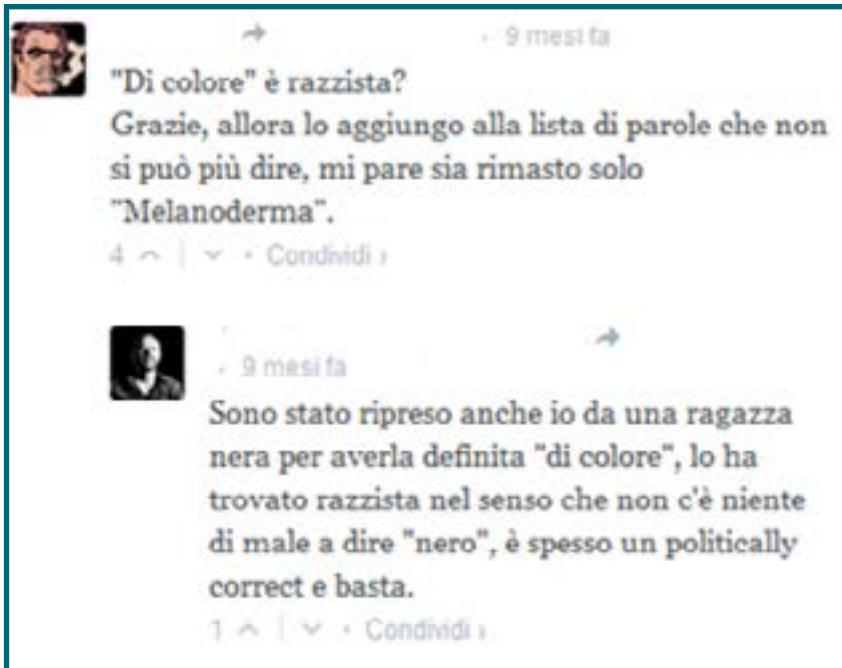 · 9 mesi fa
"Di colore" è razzista?
Grazie, allora lo aggiungo alla lista di parole che non
si può più dire, mi pare sia rimasto solo
"Melanoderma".
4 | · Condividi ›
· 9 mesi fa
Sono stato ripreso anche io da una ragazza
nera per averla definita "di colore", lo ha
trovato razzista nel senso che non c'è niente
di male a dire "nero", è spesso un politically
correct e basta.
1 | · Condividi ›